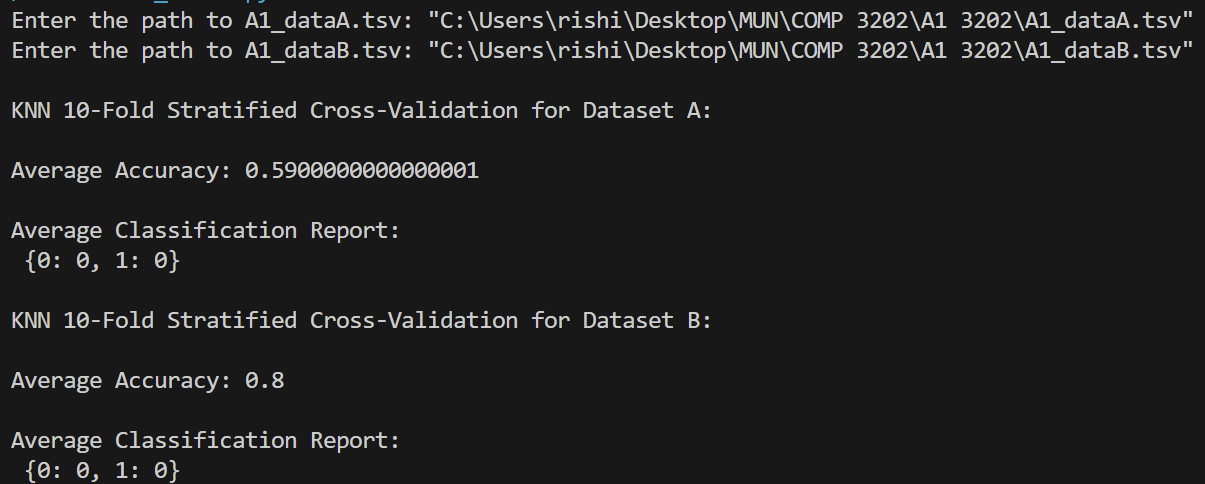 Enter the path to A1_dataA.tsv: "C:\Users\rishi\Desktop\MUN\COMP 3202\A1 3202\A1_dataA.tsv"
Enter the path to A1_dataB.tsv: "C:\Users\rishi\Desktop\MUN\COMP 3202\A1 3202\A1_dataB.tsv"
KNN 10-Fold Stratified Cross-Validation for Dataset A:
Average Accuracy: 0.5900000000000001
Average Classification Report:
{0: 0, 1: 0}
KNN 10-Fold Stratified Cross-Validation for Dataset B:
Average Accuracy: 0.8
Average Classification Report:
{0: 0, 1: 0}